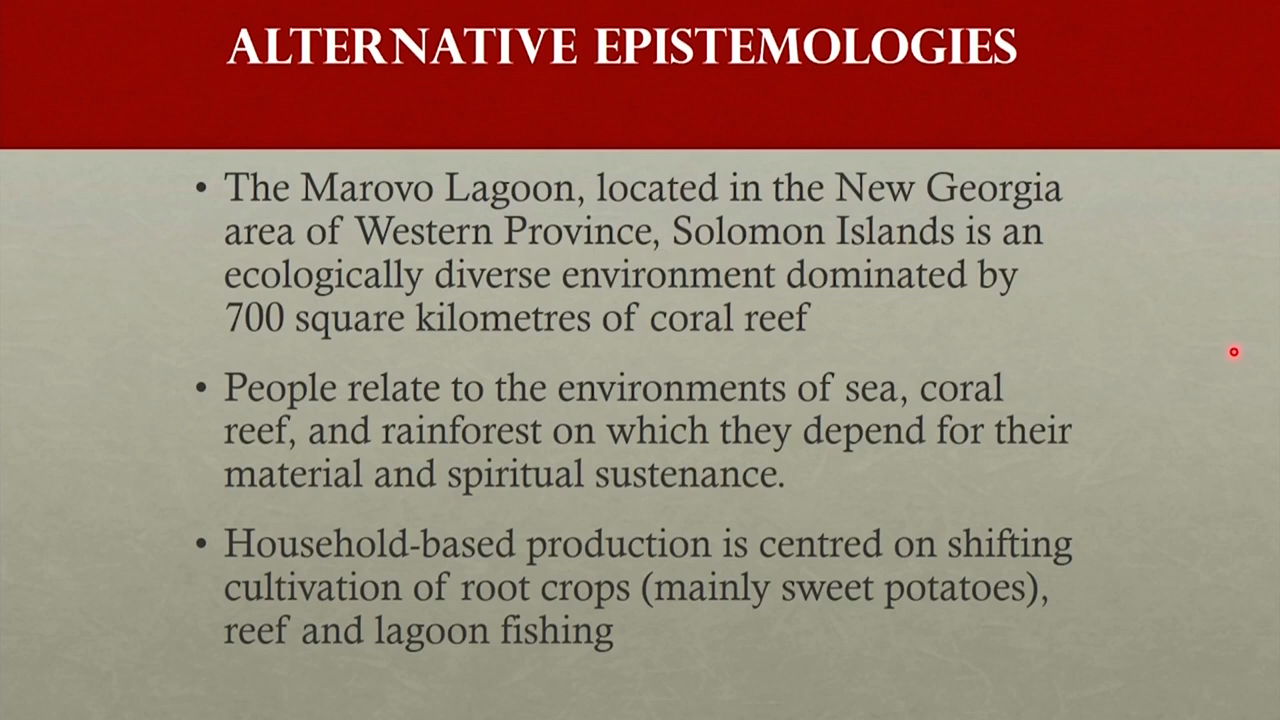 ALTERNATIVE EPISTEMOLOGIES
• The Marovo Lagoon, located in the New Georgia
area of Western Province, Solomon Islands is an
ecologically diverse environment dominated by
700 square kilometres of coral reef
• People relate to the environments of sea, coral
reef, and rainforest on which they depend for their
material and spiritual sustenance.
• Household-based production is centred on shifting
cultivation of root crops (mainly sweet potatoes),
reef and lagoon fishing